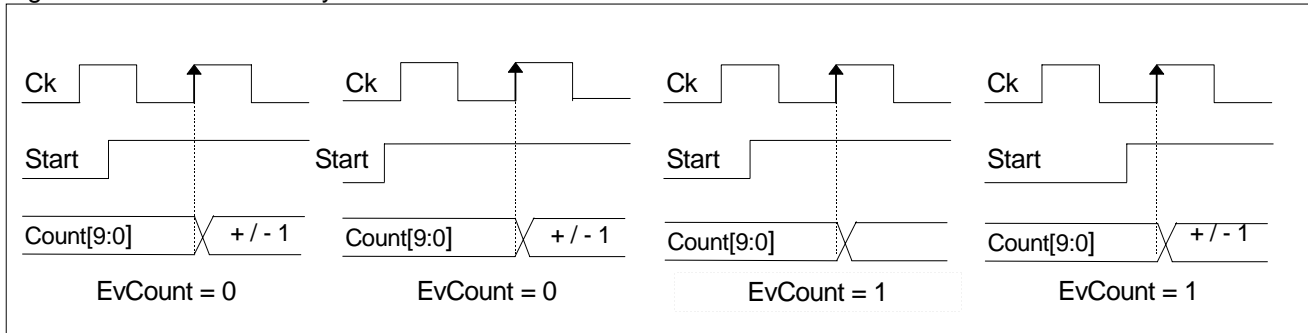 Ck Ck Ck Ck
Start Start Start Start
Count[9:0] + / - 1 Count[9:0] + / - 1 Count[9:0] Count[9:0] + / - 1
EvCount = 0 EvCount = 0 EvCount = 1 EvCount = 1